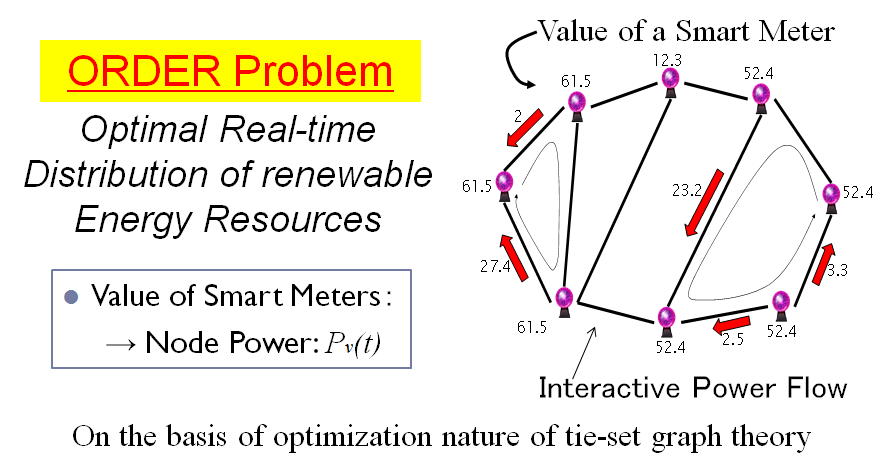 ORDER Problem
Optimal Real-time
Distribution of renewable
Energy Resources
• Value of Smart Meters :
→ Node Power: Pv(t)
Value of a Smart Meter
12.3
61.5
52.4
2
61.5
23.2
52.4
27.4
3.3
61.5
52.4
2.5
52.4
Interactive Power Flow
On the basis of optimization nature of tie-set graph theory